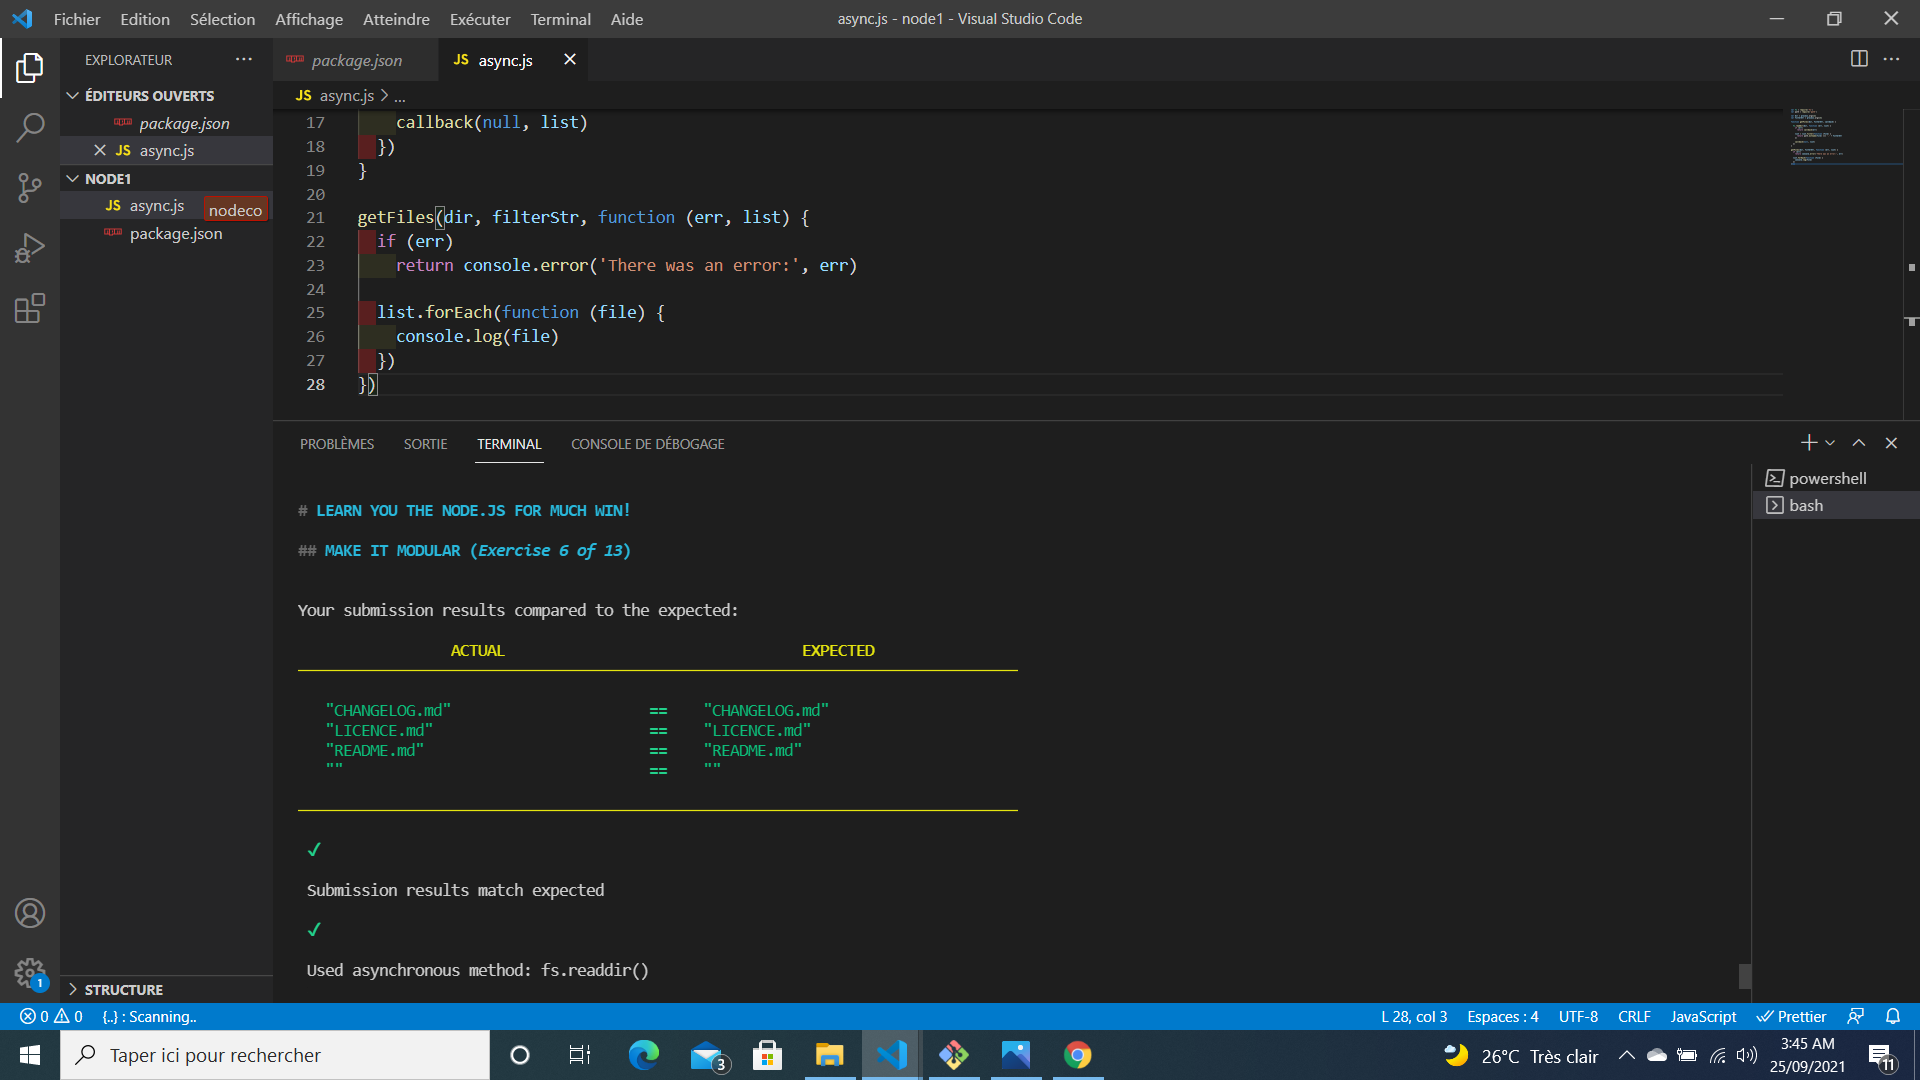 Fichier Edition Sélection Affichage Atteindre Exécuter Terminal Aide
async.js - node1 - Visual Studio Code
EXPLORATEUR
package.json
JS async.js
JS async.js > ...
ÉDITEURS OUVERTS
package.json
JS async.js
NODE1
JS async.js
nodeco
package.json
STRUCTURE
17 callback(null, list)
18 })
19 }
20
21 getFiles(dir, filterStr, function (err, list) {
22 if (err)
23 return console.error('There was an error:', err)
24
25 list.forEach(function (file) {
26 console.log(file)
27 })
28 })
PROBLÈMES SORTIE TERMINAL CONSOLE DE DÉBOGAGE
powershell
bash
# LEARN YOU THE NODE.JS FOR MUCH WIN!
## MAKE IT MODULAR (Exercise 6 of 13)
Your submission results compared to the expected:
ACTUAL EXPECTED
"CHANGELOG.md" == "CHANGELOG.md"
"LICENCE.md" == "LICENCE.md"
"README.md" == "README.md"
"" == ""
✓
Submission results match expected
✓
Used asynchronous method: fs.readdir()
1
0 0 {..} : Scanning..
L 28, col 3 Espaces : 4 UTF-8 CRLF JavaScript Prettier
Taper ici pour rechercher
3
26°C Très clair
3:45 AM
25/09/2021
11